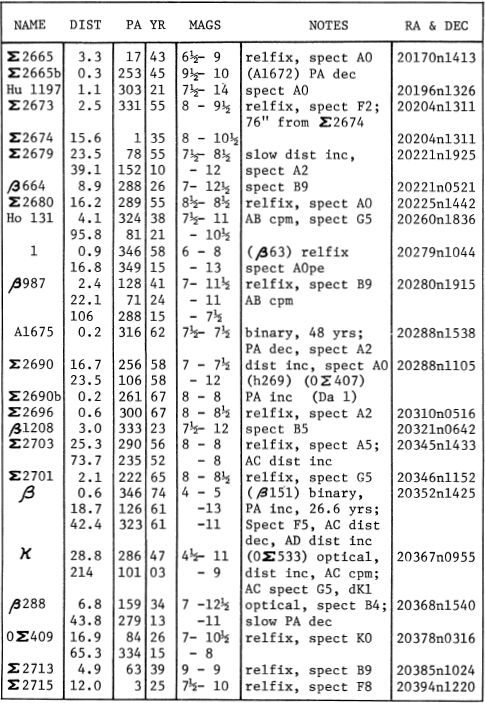 NAME DIST PA YR MAGS NOTES RA & DEC
Σ2665 3.3 17 43 6½- 9 relfix, spect A0 20170n1413
Σ2665b 0.3 253 45 9½- 10 (A1672) PA dec
Hu 1197 1.1 303 21 7½- 14 spect A0 20196n1326
Σ2673 2.5 331 55 8 - 9½ relfix, spect F2; 20204n1311
76" from Σ2674
Σ2674 15.6 1 35 8 - 10½ 20204n1311
Σ2679 23.5 78 55 7½- 8½ slow dist inc, 20221n1925
39.1 152 10 - 12 spect A2
β664 8.9 288 26 7- 12½ spect B9 20221n0521
Σ2680 16.2 289 55 8½- 8½ relfix, spect A0 20225n1442
Ho 131 4.1 324 38 7½- 11 AB cpm, spect G5 20260n1836
95.8 81 21 - 10½
1 0.9 346 58 6 - 8 (β63) relfix 20279n1044
16.8 349 15 - 13 spect A0pe
β987 2.4 128 41 7- 11½ relfix, spect B9 20280n1915
22.1 71 24 - 11 AB cpm
106 288 15 - 7½
A1675 0.2 316 62 7½- 7½ binary, 48 yrs; 20288n1538
PA dec, spect A2
Σ2690 16.7 256 58 7 - 7½ dist inc, spect A0 20288n1105
23.5 106 58 - 12 (h269) (0Σ407)
Σ2690b 0.2 261 67 8 - 8 PA inc (Da 1)
Σ2696 0.6 300 67 8 - 8½ relfix, spect A2 20310n0516
β1208 3.0 333 23 7½- 12 spect B5 20321n0642
Σ2703 25.3 290 56 8 - 8 relfix, spect A5; 20345n1433
73.7 235 52 - 8 AC dist inc
Σ2701 2.1 222 65 8 - 8½ relfix, spect G5 20346n1152
β 0.6 346 74 4 - 5 (β151) binary, 20352n1425
18.7 126 61 -13 PA inc, 26.6 yrs;
42.4 323 61 -11 Spect F5, AC dist
dec, AD dist inc
κ 28.8 286 47 4½- 11 (0Σ533) optical, 20367n0955
214 101 03 - 9 dist inc, AC cpm;
AC spect G5, dK1
β288 6.8 159 34 7 -12½ optical, spect B4; 20368n1540
43.8 279 13 -11 slow PA dec
0Σ409 16.9 84 26 7- 10½ relfix, spect K0 20378n0316
65.3 334 15 - 8
Σ2713 4.9 63 39 9 - 9 relfix, spect B9 20385n1024
Σ2715 12.0 3 25 7½- 10 relfix, spect F8 20394n1220